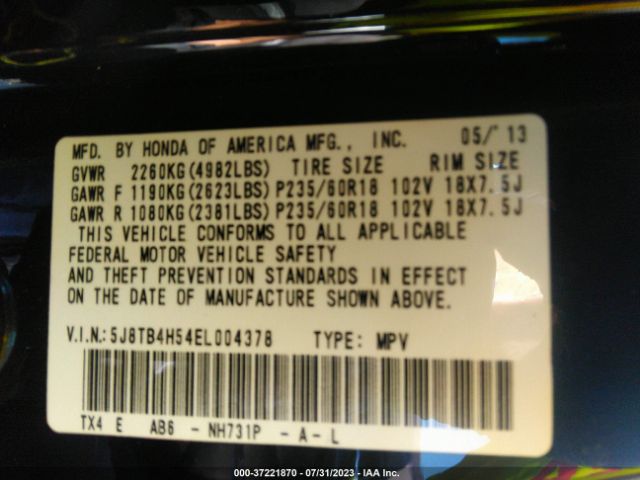 MFD. BY HONDA OF AMERICA MFG., INC. 05/'13
GVWR 2260KG(4982LBS) TIRE SIZE RIM SIZE
GAWR F 1190KG(2623LBS)P235/60R18 102V 18X7.5J
GAWR R 1080KG(2381LBS)P235/60R18 102V 18X7.5J
THIS VEHICLE CONFORMS TO ALL APPLICABLE
FEDERAL MOTOR VEHICLE SAFETY
AND THEFT PREVENTION STANDARDS IN EFFECT
ON THE DATE OF MANUFACTURE SHOWN ABOVE.
V.I.N.:5J8TB4H54EL004378 TYPE: MPV
TX4 E AB6 - NH731P - A-L
000-37221870 - 07/31/2023 - IAA Inc.